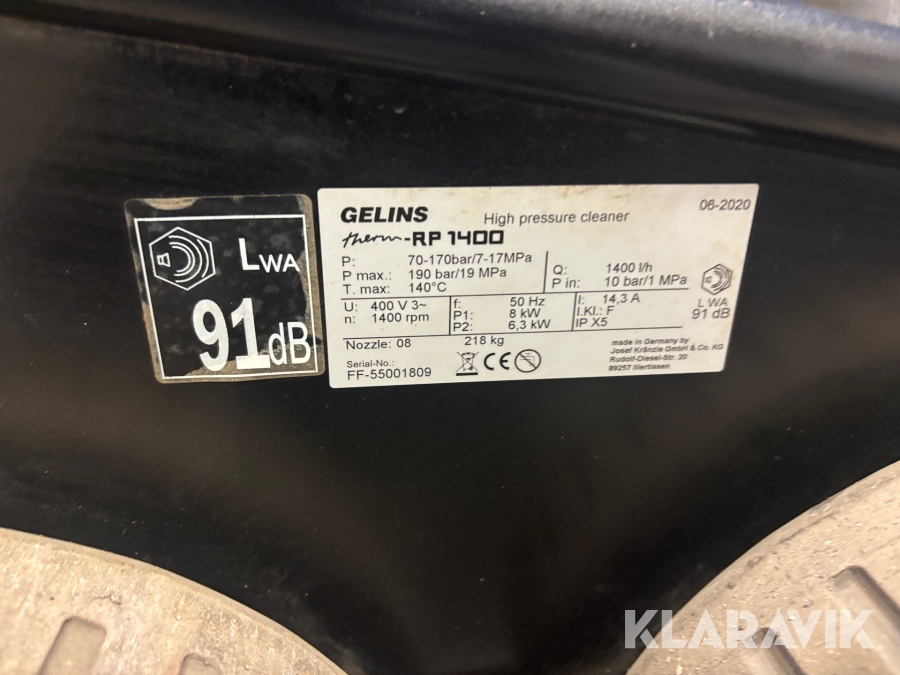 LWA
91dB
GELINS High pressure cleaner 06-2020
therm-RP 1400
P: 70-170bar/7-17MPa
P max.: 190 bar/19 MPa
T. max.: 140°C
Q: 1400 l/h
P in: 10 bar/1 MPa
U: 400 V 3~
n: 1400 rpm
f: 50 Hz
P1: 8 kW
P2: 6,3 kW
I: 14,3 A
I.Kl.: F
IP X5
L WA
91 dB
Nozzle: 08 218 kg
Serial-No.:
FF-55001809
CE
made in Germany by
Josef Kränzle GmbH & Co. KG
Rudolf-Diesel-Str. 20
89257 Illertissen
KLARAVIK